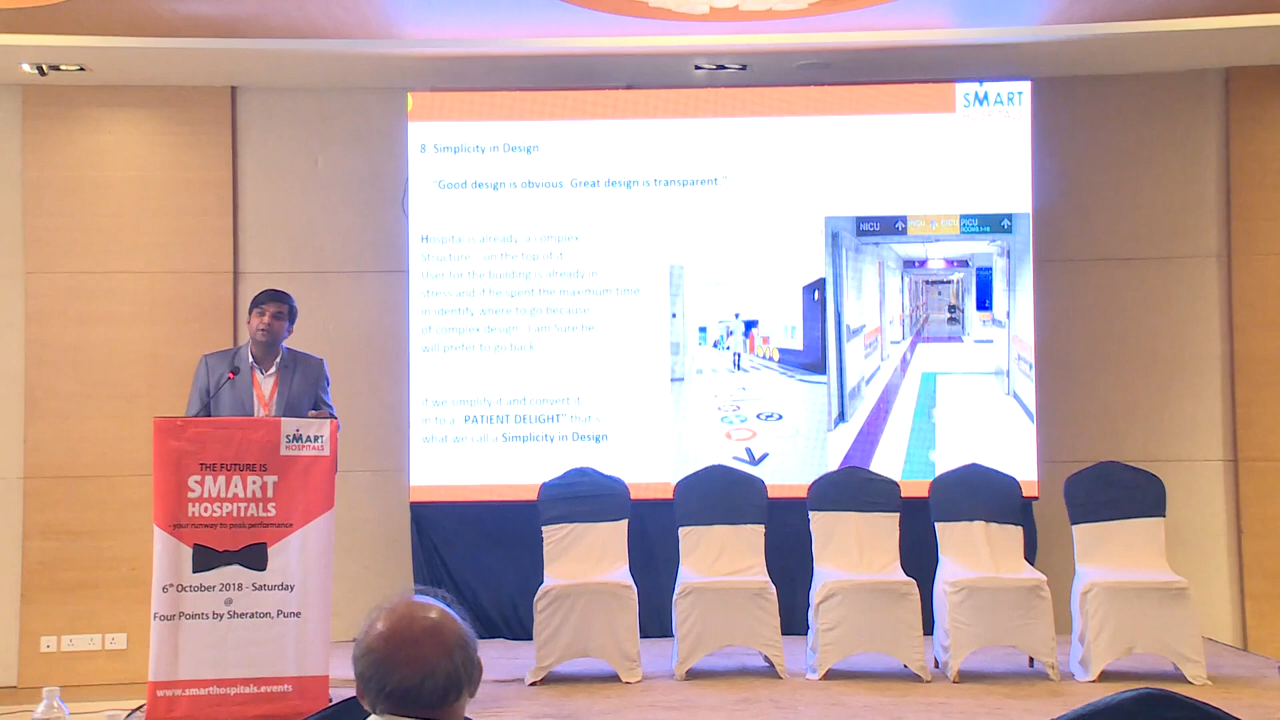 SMART
HOSPITALS
8. Simplicity in Design
"Good design is obvious. Great design is transparent."
Hospital is already a complex
Structure on the top of it
User for the building is already in
stress and if he spent the maximum time
in identify where to go because
of complex design I am Sure he
will prefer to go back
if we simplify it and convert it
in to a "PATIENT DELIGHT" that's
what we call a Simplicity in Design
NICU
PICU
ROOMS 1-16
SMART
HOSPITALS
THE FUTURE IS
SMART
HOSPITALS
- your runway to peak performance
6th October 2018 - Saturday
@
Four Points by Sheraton, Pune
www.smarthospitals.events